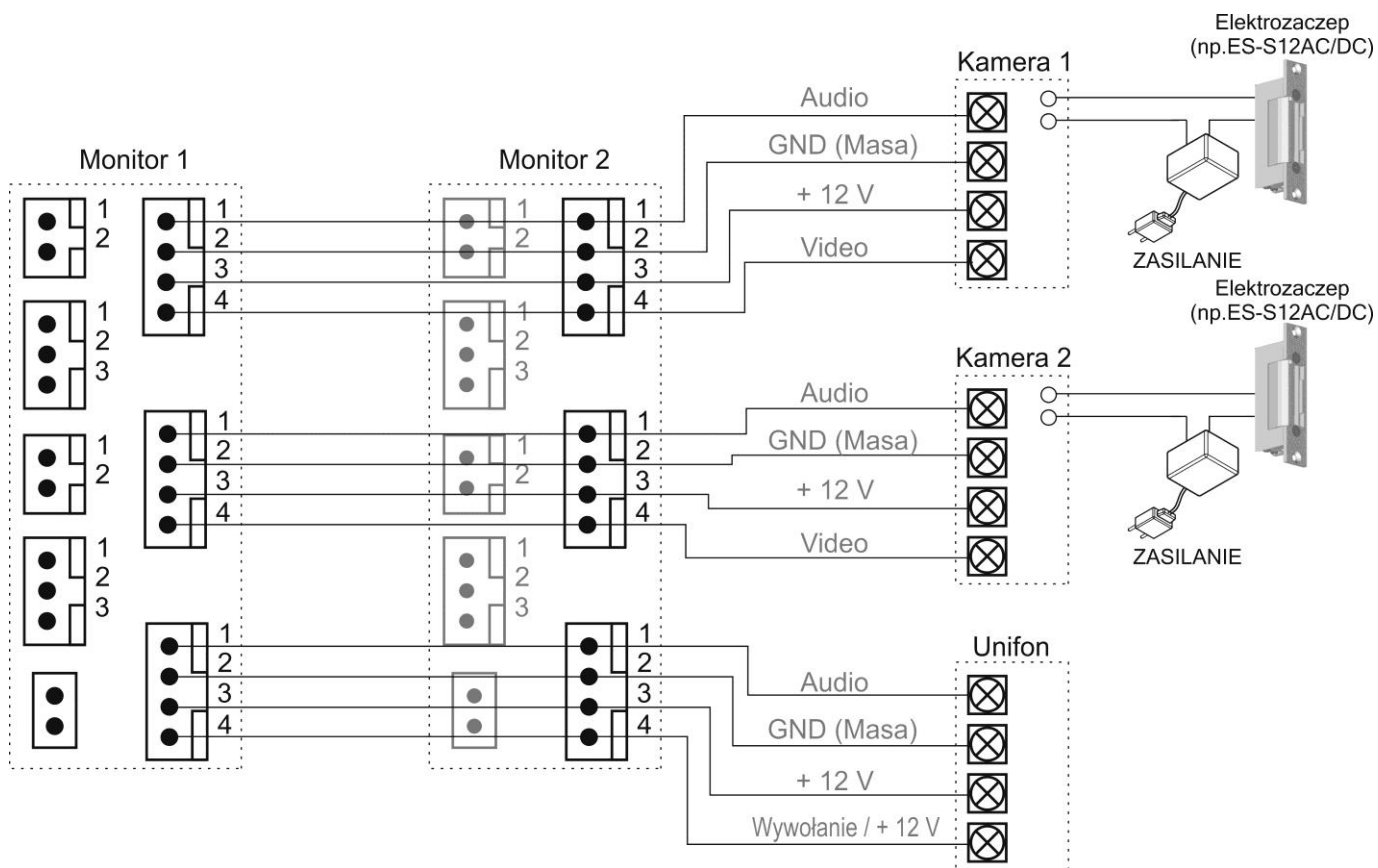 Elektrozaczep
(np.ES-S12AC/DC)
Kamera 1
Audio
GND (Masa)
+ 12 V
Video
ZASILANIE
Monitor 1
Monitor 2
1
2
1
2
3
4
1
2
1
2
3
4
1
2
3
1
2
3
Elektrozaczep
(np.ES-S12AC/DC)
Kamera 2
Audio
GND (Masa)
+ 12 V
Video
ZASILANIE
1
2
1
2
3
4
1
2
1
2
3
4
1
2
3
1
2
3
Unifon
Audio
GND (Masa)
+ 12 V
Wywołanie / + 12 V
1
2
3
4
1
2
3
4